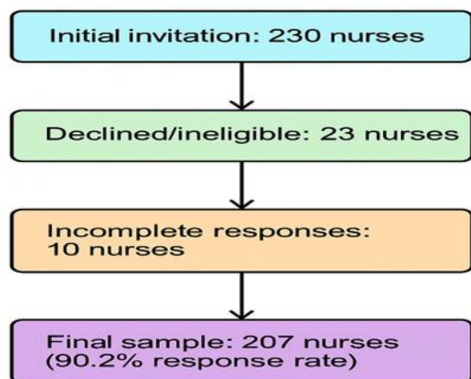 Initial invitation: 230 nurses
Declined/ineligible: 23 nurses
Incomplete responses:
10 nurses
Final sample: 207 nurses
(90.2% response rate)